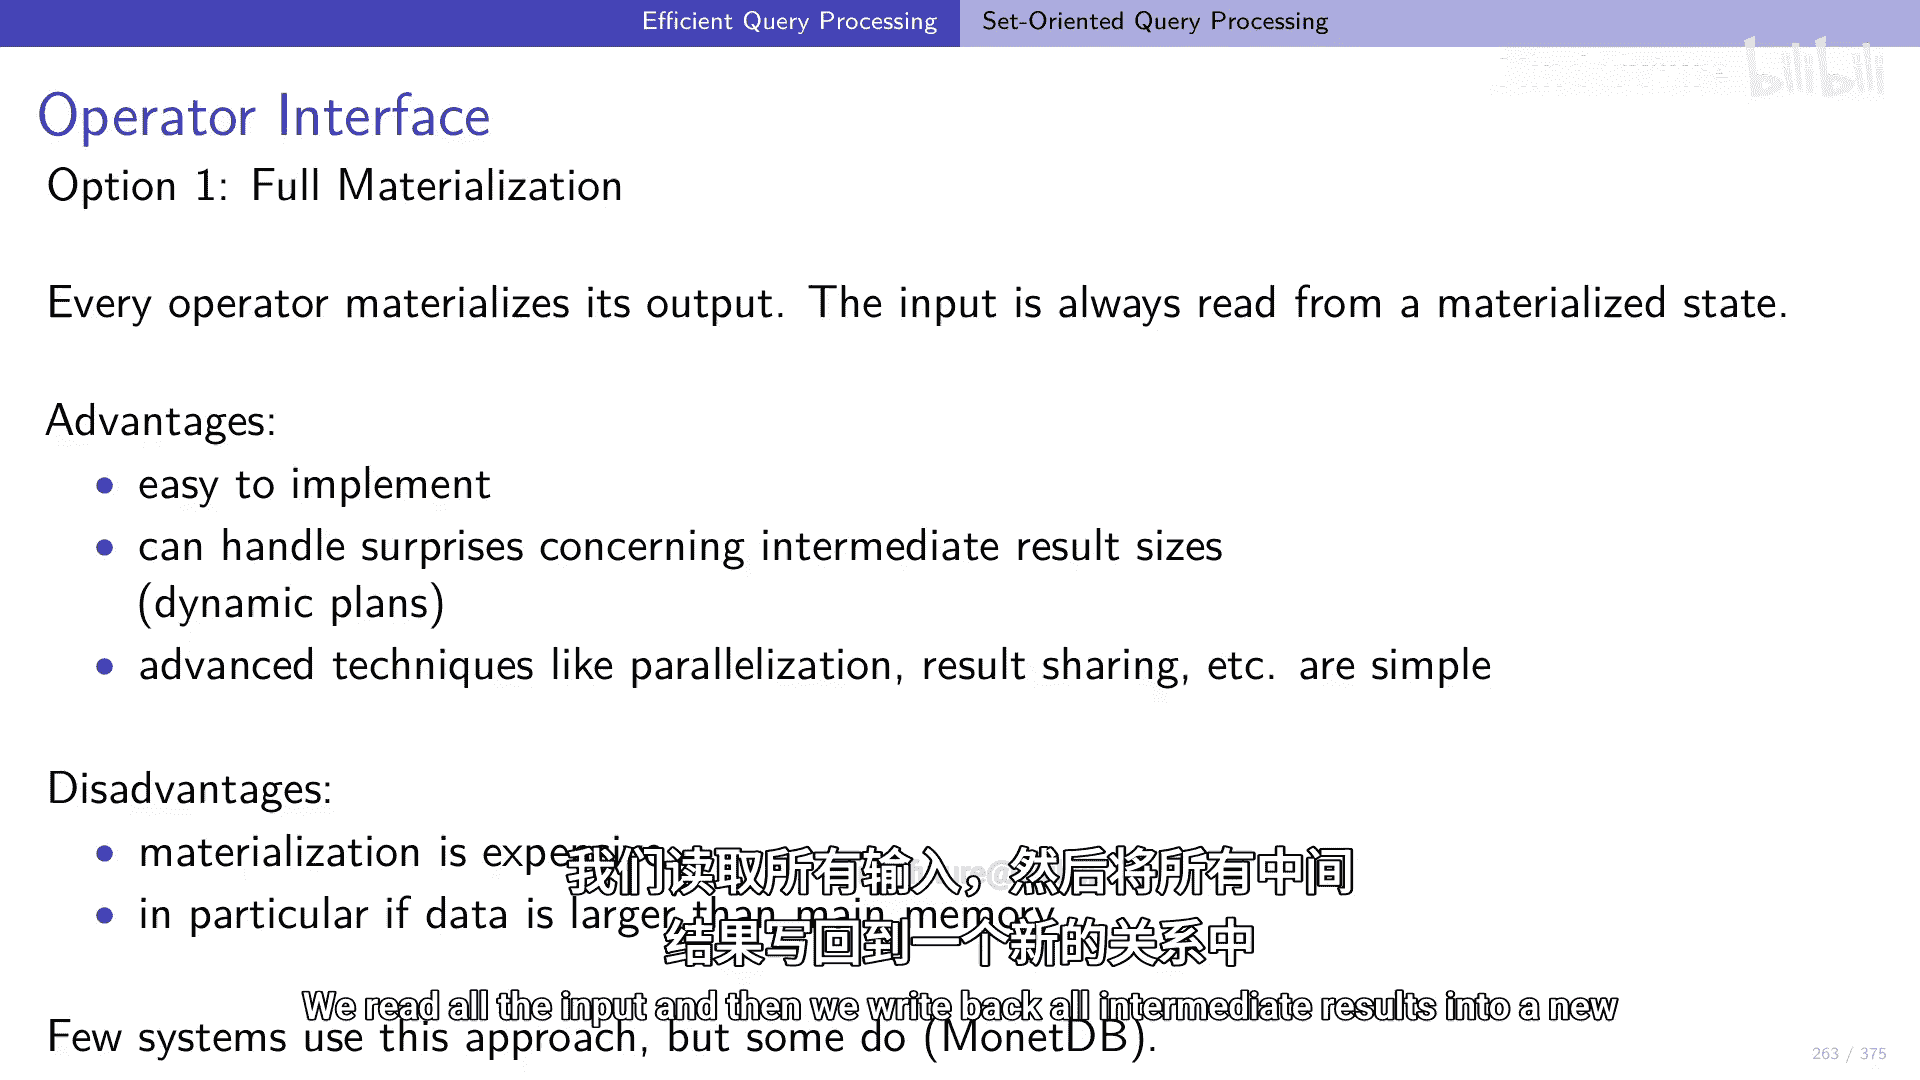 Efficient Query Processing
Set-Oriented Query Processing
bilibili
Operator Interface
Option 1: Full Materialization
Every operator materializes its output. The input is always read from a materialized state.
Advantages:
• easy to implement
• can handle surprises concerning intermediate result sizes
(dynamic plans)
• advanced techniques like parallelization, result sharing, etc. are simple
Disadvantages:
• materialization is expensive
我们读取所有输入，然后将所有中间
• in particular if data is larger than main memory
结果写回到一个新的关系中
We read all the input and then we write back all intermediate results into a new
Few systems use this approach, but some do (MonetDB).
263 / 375